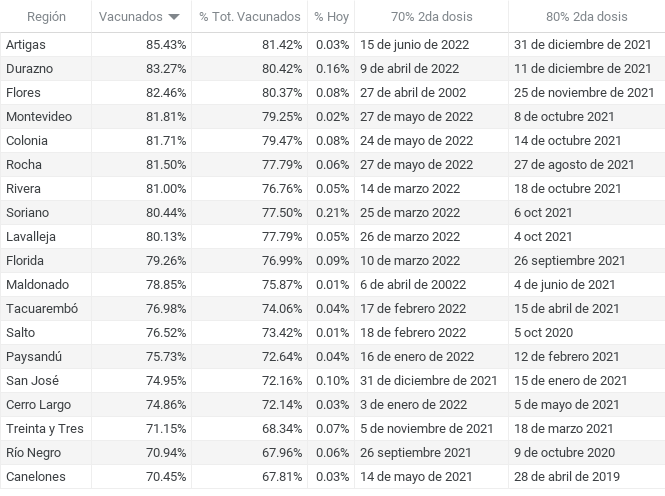 Región Vacunados % Tot. Vacunados % Hoy 70% 2da dosis 80% 2da dosis
Artigas 85.43% 81.42% 0.03% 15 de junio de 2022 31 de diciembre de 2021
Durazno 83.27% 80.42% 0.16% 9 de abril de 2022 11 de diciembre de 2021
Flores 82.46% 80.37% 0.08% 27 de abril de 2002 25 de noviembre de 2021
Montevideo 81.81% 79.25% 0.02% 27 de mayo de 2022 8 de octubre 2021
Colonia 81.71% 79.47% 0.08% 24 de mayo de 2022 14 de octubre 2021
Rocha 81.50% 77.79% 0.06% 27 de mayo de 2022 27 de agosto de 2021
Rivera 81.00% 76.76% 0.05% 14 de marzo 2022 18 de octubre 2021
Soriano 80.44% 77.50% 0.21% 25 de marzo 2022 6 oct 2021
Lavalleja 80.13% 77.79% 0.05% 26 de marzo 2022 4 oct 2021
Florida 79.26% 76.99% 0.09% 10 de marzo 2022 26 septiembre 2021
Maldonado 78.85% 75.87% 0.01% 6 de abril de 20022 4 de junio de 2021
Tacuarembó 76.98% 74.06% 0.04% 17 de febrero 2022 15 de abril de 2021
Salto 76.52% 73.42% 0.01% 18 de febrero 2022 5 oct 2020
Paysandú 75.73% 72.64% 0.04% 16 de enero de 2022 12 de febrero 2021
San José 74.95% 72.16% 0.10% 31 de diciembre de 2021 15 de enero de 2021
Cerro Largo 74.86% 72.14% 0.03% 3 de enero de 2022 5 de mayo de 2021
Treinta y Tres 71.15% 68.34% 0.07% 5 de noviembre de 2021 18 de marzo 2021
Río Negro 70.94% 67.96% 0.06% 26 septiembre 2021 9 de octubre 2020
Canelones 70.45% 67.81% 0.03% 14 de mayo de 2021 28 de abril de 2019